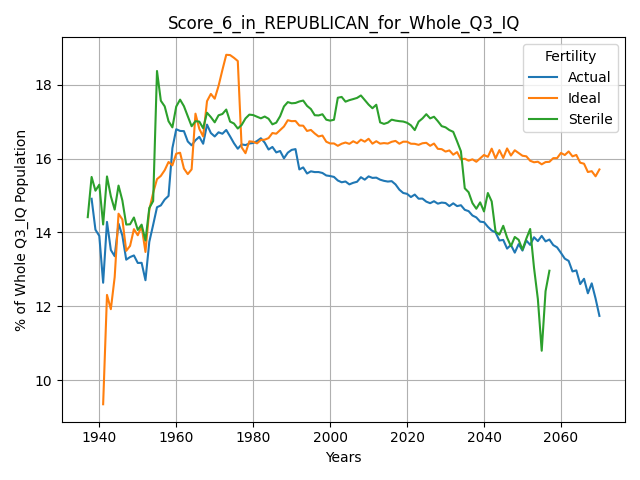 Score_6_in_REPUBLICAN_for_Whole_Q3_IQ
Fertility
Actual
Ideal
Sterile
% of Whole Q3_IQ Population
18
16
14
12
10
1940
1960
1980
2000
2020
2040
2060
Years